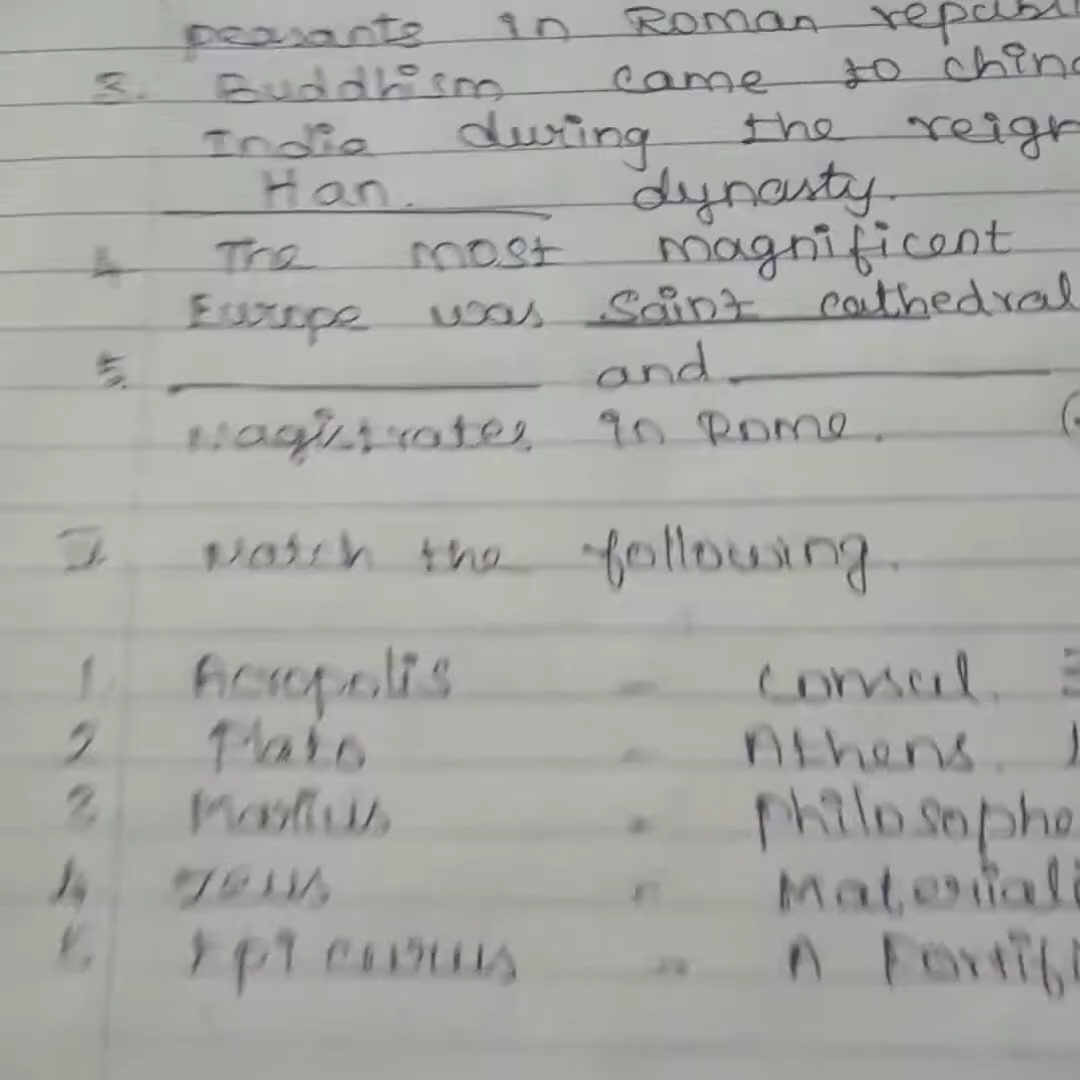 peasants in Roman republi
3. Buddhism came to china
India during the reign
Han. dynasty.
4. The most magnificent
Europe was Saint cathedral
5. and
Magistrates in Rome.
I. Match the following.
1. Acropolis - consul.
2. Plato - Athens.
3. Marius - philosophe
4. Zeus - Materiali
5. Epicurus - A Fortifi